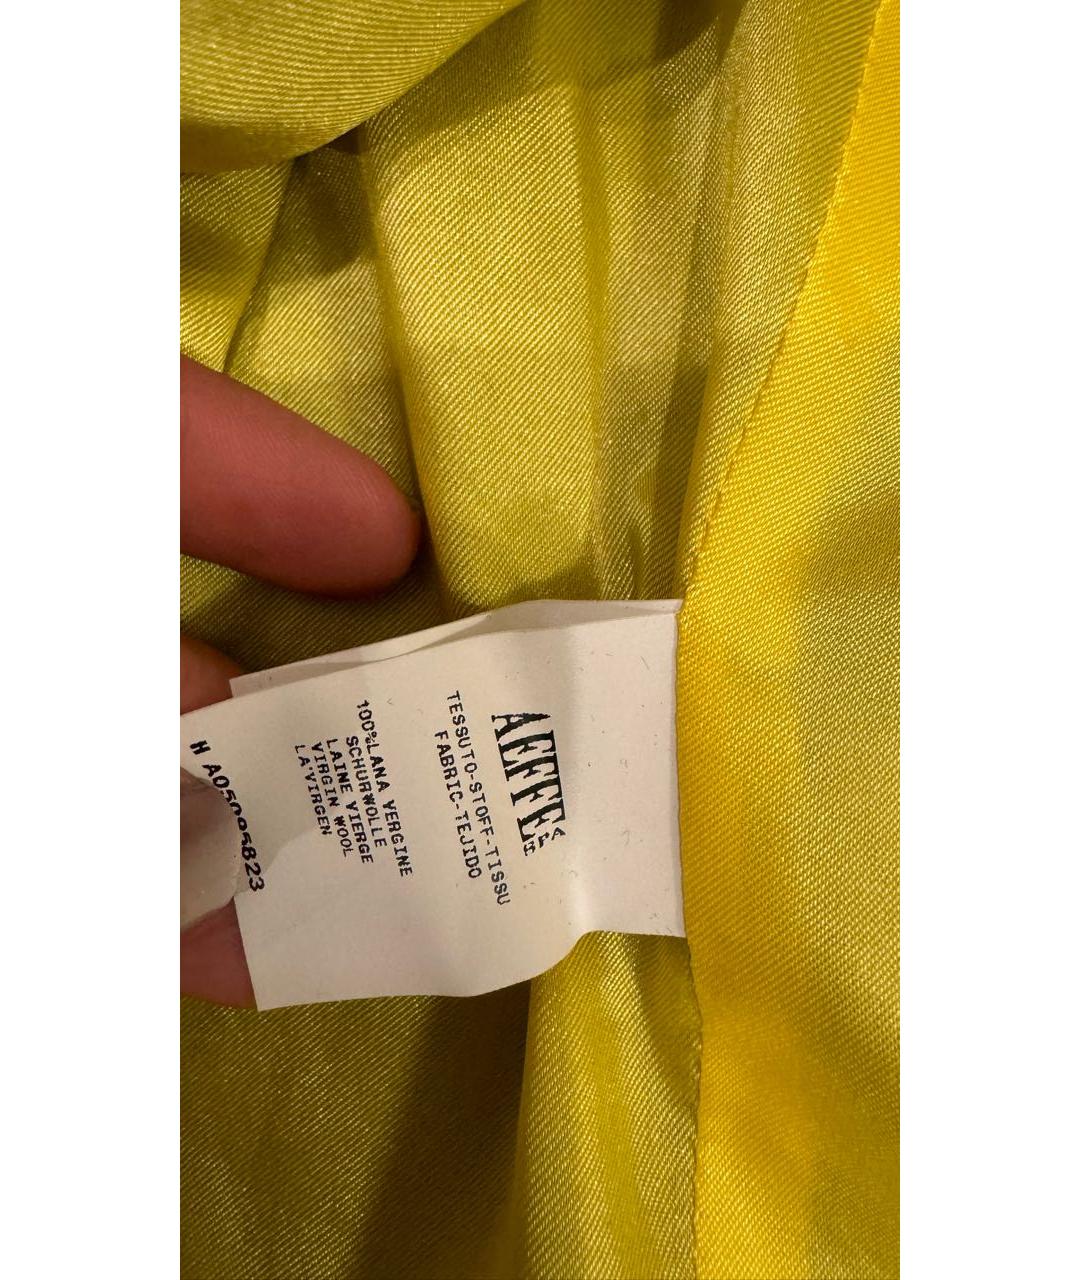 AEFFE
TESSUTO-STOFF-TISSU
FABRIC-TEJIDO
100%LANA VERGINE
SCHURWOLLE
LAINE VIERGE
VIRGIN WOOL
LA'VIRGEN
H